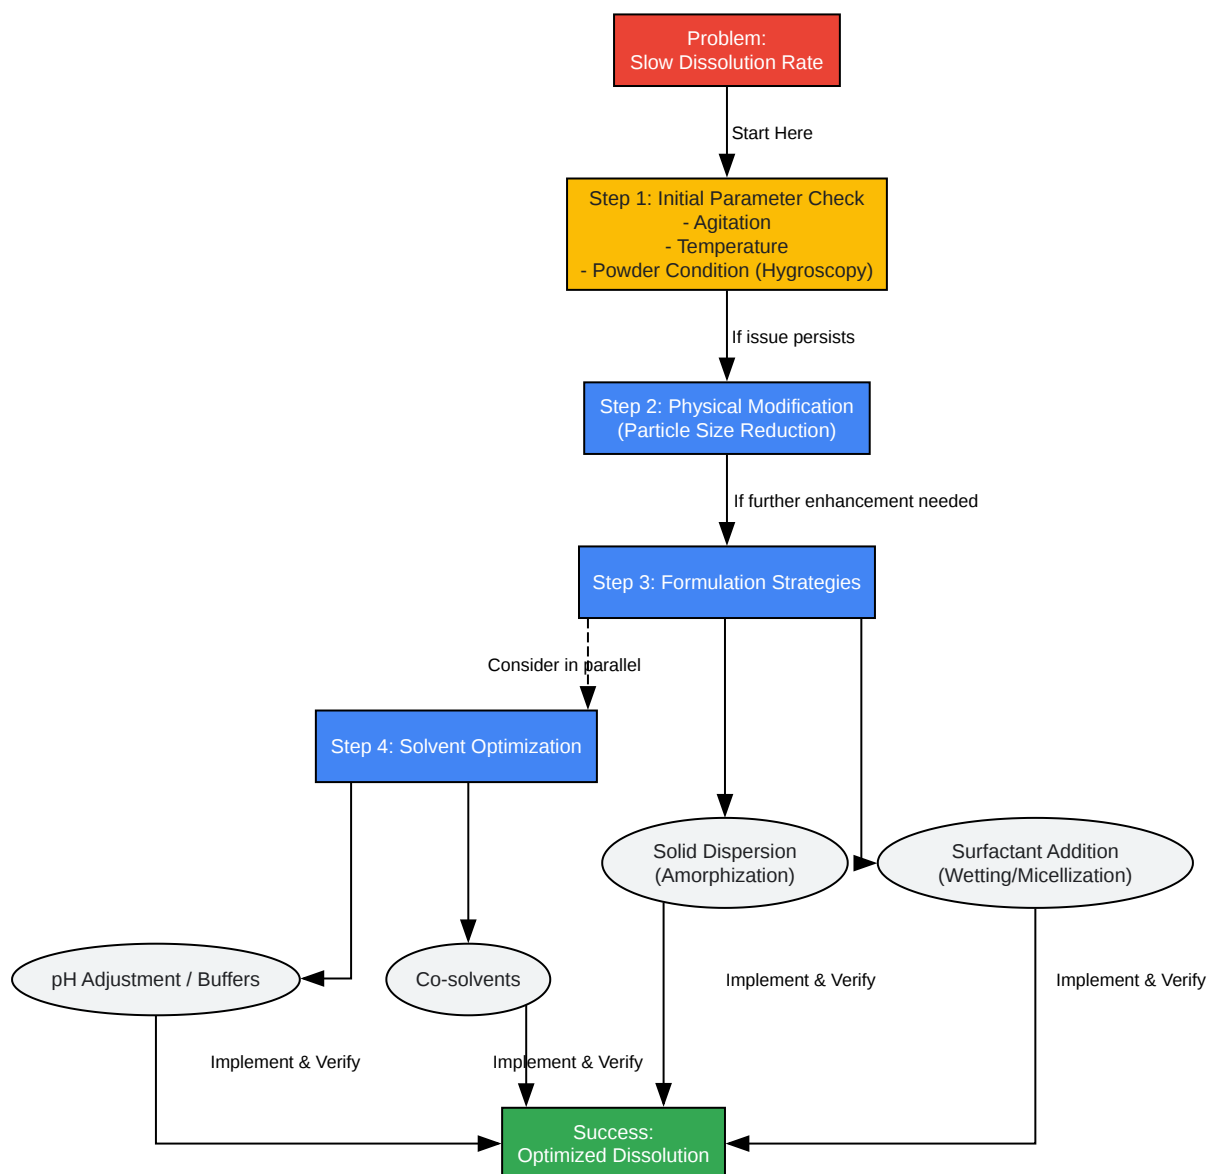 Problem:
Slow Dissolution Rate
Start Here
Step 1: Initial Parameter Check
- Agitation
- Temperature
- Powder Condition (Hygroscopy)
If issue persists
Step 2: Physical Modification
(Particle Size Reduction)
If further enhancement needed
Step 3: Formulation Strategies
Consider in parallel
Step 4: Solvent Optimization
Solid Dispersion
(Amorphization)
Surfactant Addition
(Wetting/Micellization)
pH Adjustment / Buffers
Co-solvents
Implement & Verify
Implement & Verify
Implement & Verify
Implement & Verify
Success:
Optimized Dissolution